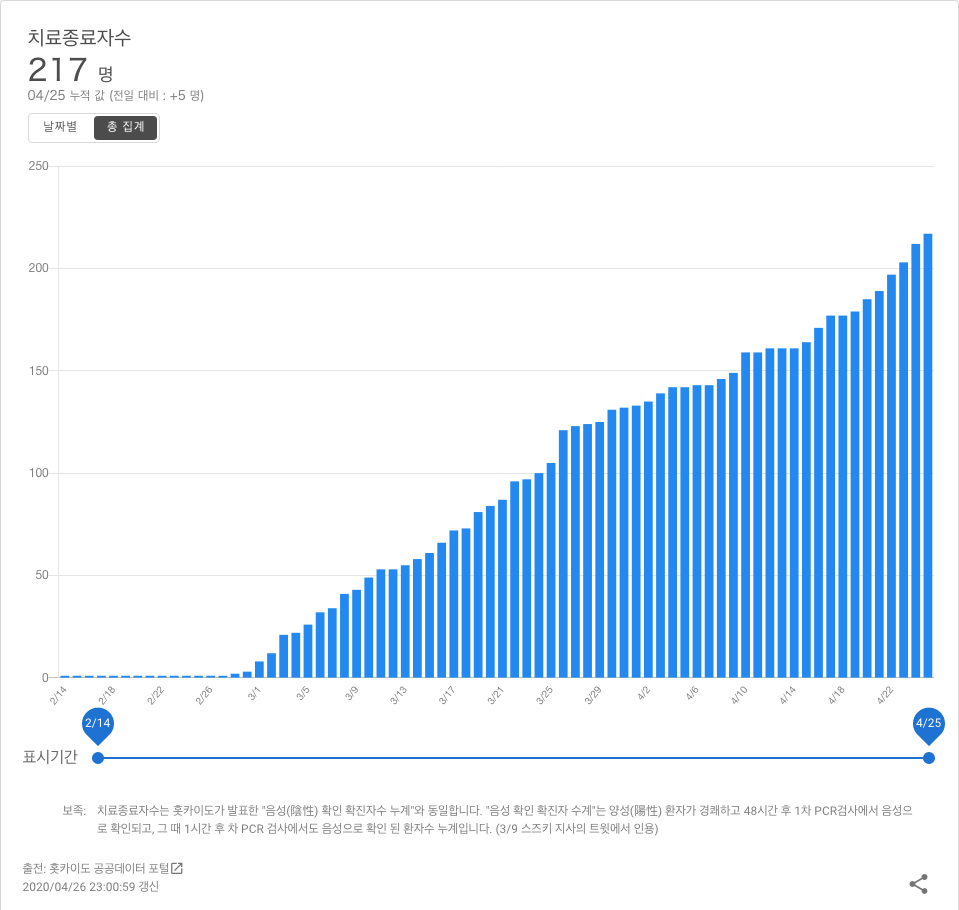 치료종료자수
217 명
04/25 누적 값 (전일 대비 : +5 명)
날짜별 총 집계
250
200
150
100
50
0
2/14 2/18 2/22 2/26 3/1 3/5 3/9 3/13 3/17 3/21 3/25 3/29 4/2 4/6 4/10 4/14 4/18 4/22
2/14 4/25
표시기간
보족: 치료종료자수는 홋카이도가 발표한 "음성(陰性) 확인 확진자수 누계"와 동일합니다. "음성 확인 확진자 수계"는 양성(陽性) 환자가 경쾌하고 48시간 후 1차 PCR검사에서 음성으
로 확인되고, 그 때 1시간 후 차 PCR 검사에서도 음성으로 확인 된 환자수 누계입니다. (3/9 스즈키 지사의 트윗에서 인용)
출전: 홋카이도 공공데이터 포털
2020/04/26 23:00:59 갱신